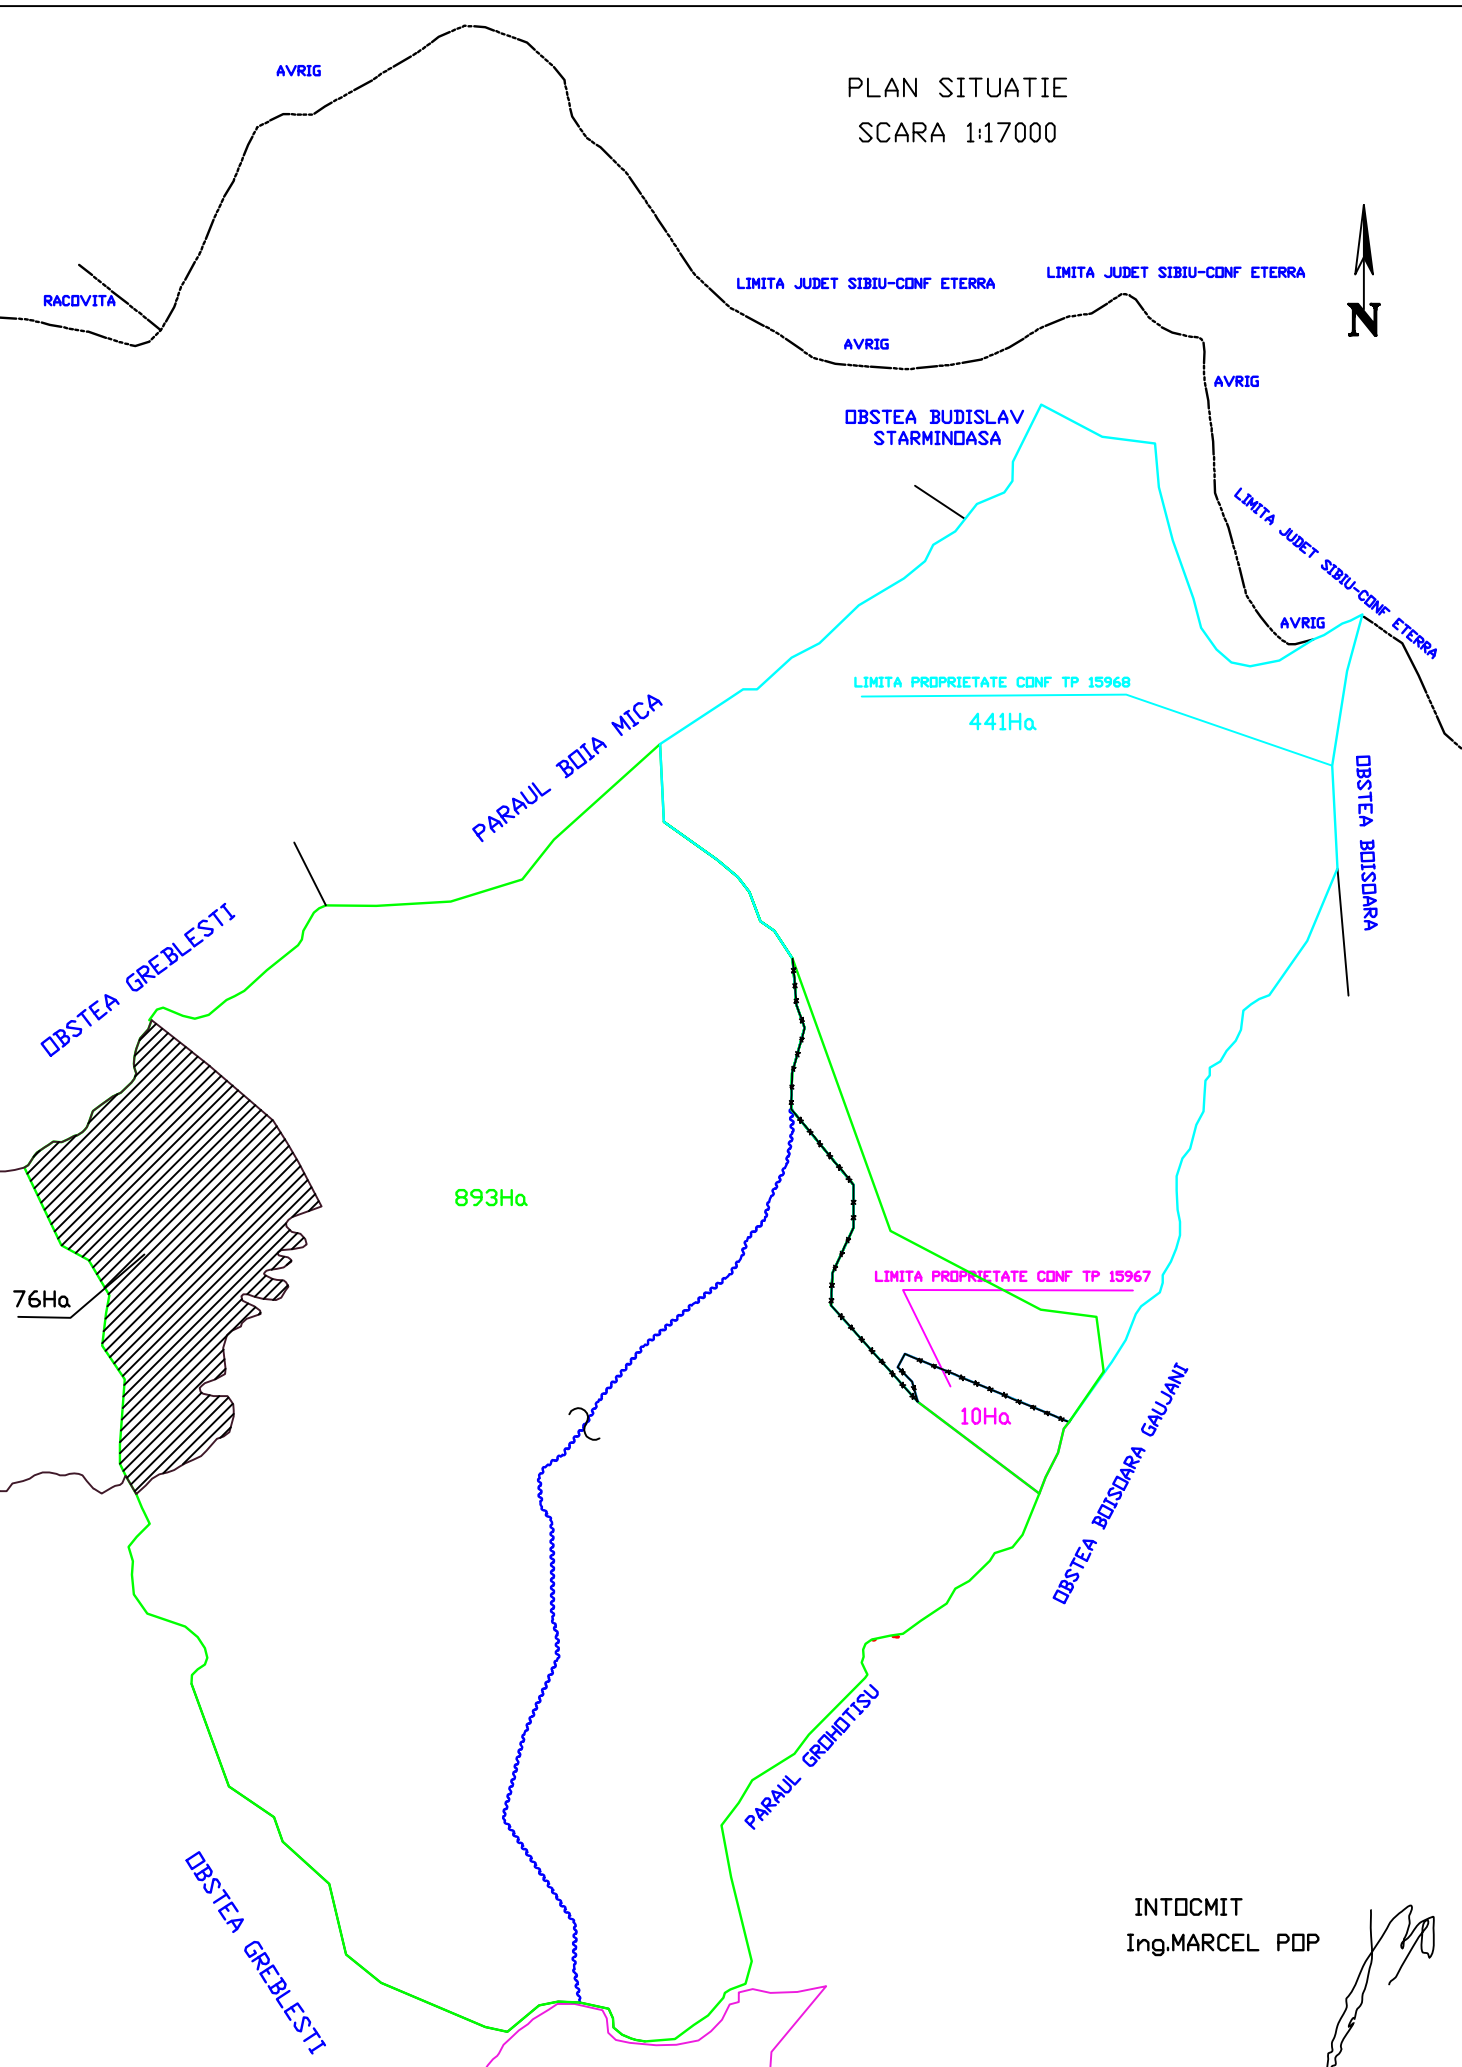 AVRIG
PLAN SITUATIE
SCARA 1:17000
RACOVITA
LIMITA JUDET SIBIU-CONF ETERRA
LIMITA JUDET SIBIU-CONF ETERRA
N
AVRIG
AVRIG
OBSTEA BUDISLAV
STARMINOASA
LIMITA JUDET SIBIU-CONF ETERRA
AVRIG
LIMITA PROPRIETATE CONF TP 15968
441Ha
PARAUL BOIA MICA
OBSTEA BOISOARA
OBSTEA GREBLESTI
893Ha
LIMITA PROPRIETATE CONF TP 15967
76Ha
10Ha
OBSTEA BOISOARA GAUJANI
PARAUL GROHOTISU
OBSTEA GREBLESTI
INTOCMIT
Ing.MARCEL POP